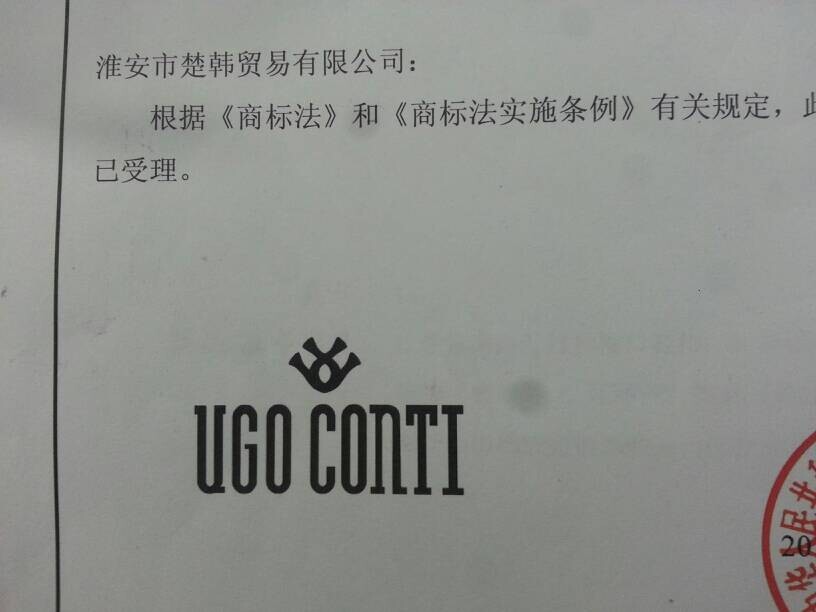 淮安市楚韩贸易有限公司：
根据《商标法》和《商标法实施条例》有关规定，此
已受理。
UGO CONTI
20